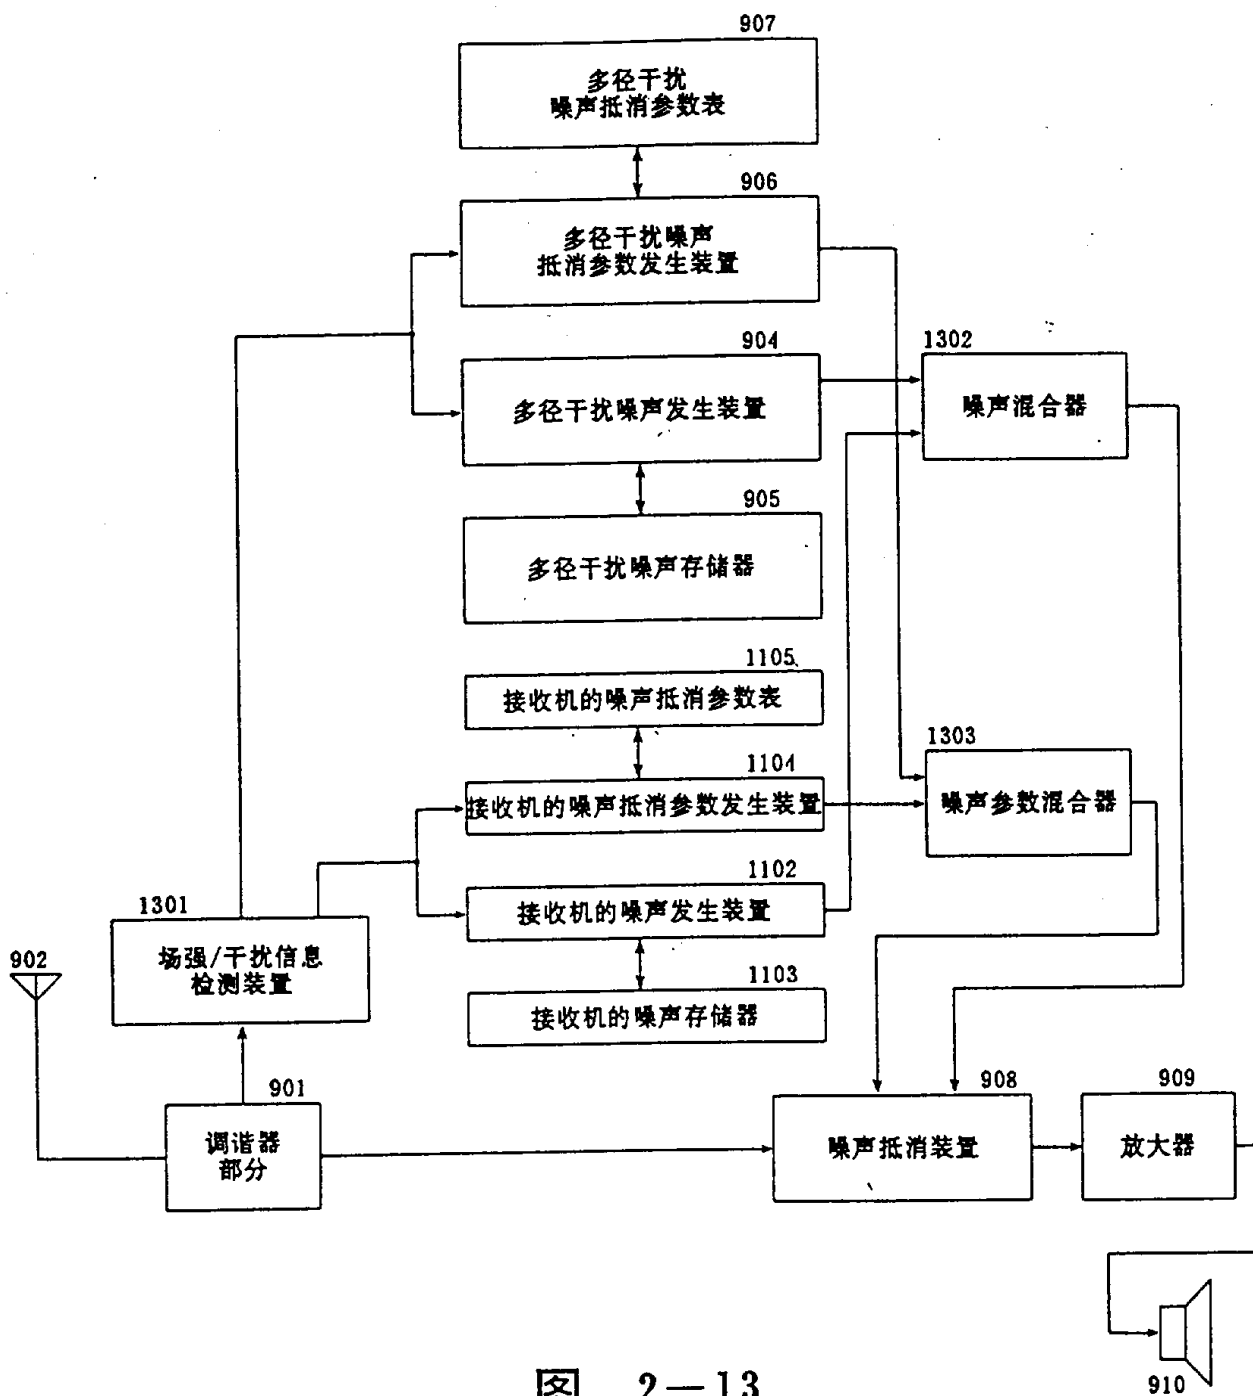 907
多径干扰
噪声抵消参数表
906
多径干扰噪声
抵消参数发生装置
904
多径干扰噪声发生装置
1302
噪声混合器
905
多径干扰噪声存储器
1105
接收机的噪声抵消参数表
1104
接收机的噪声抵消参数发生装置
1303
噪声参数混合器
1102
接收机的噪声发生装置
1301
场强/干扰信息
检测装置
902
1103
接收机的噪声存储器
901
调谐器
部分
908
噪声抵消装置
909
放大器
910
图 2—13